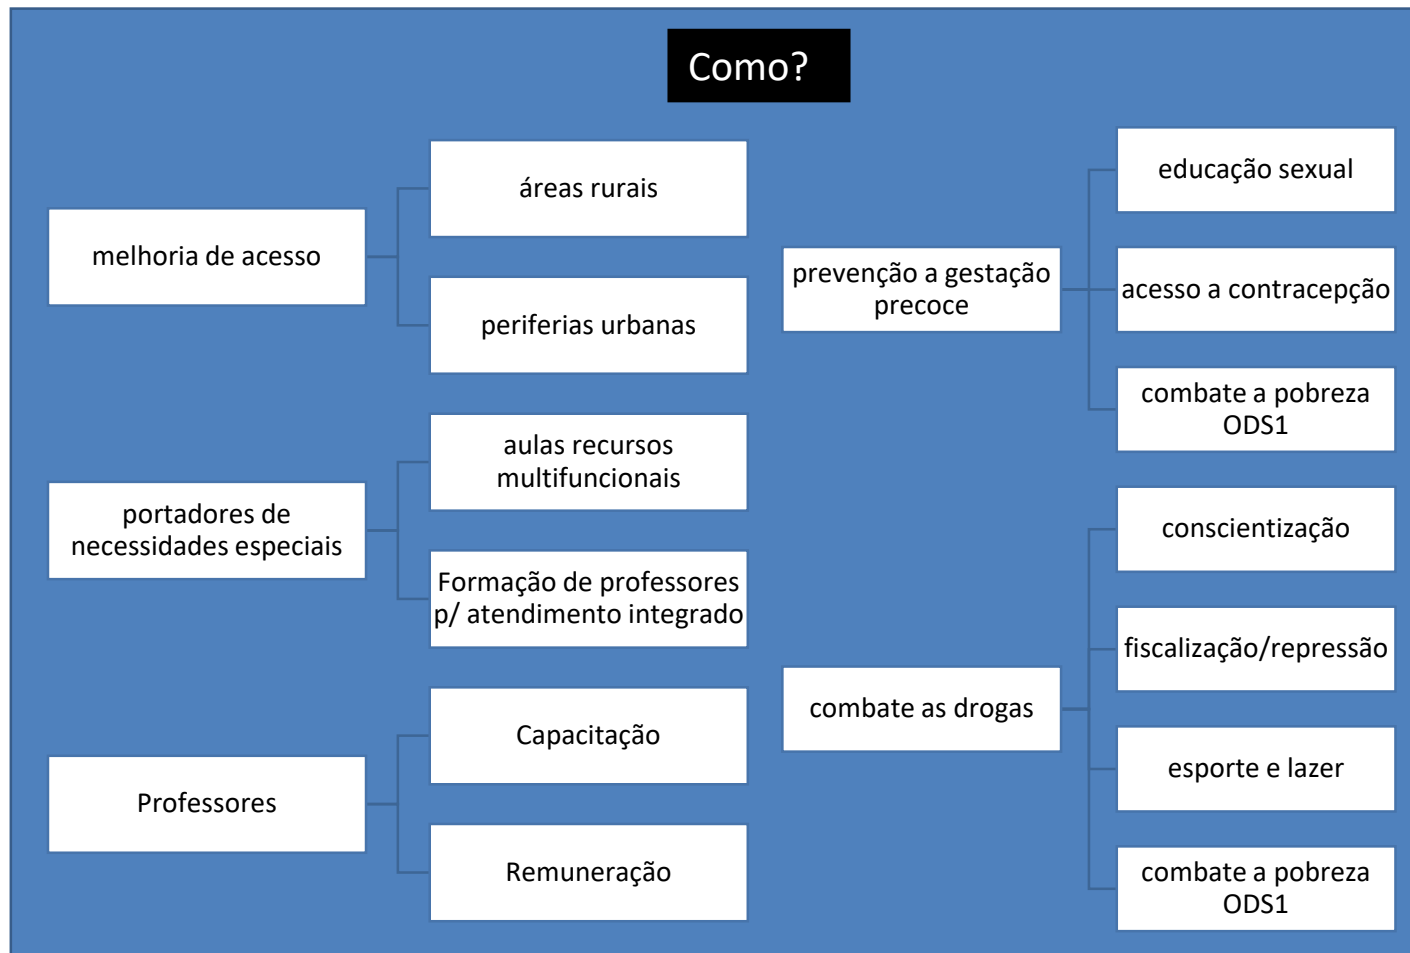 Como?
melhoria de acesso
áreas rurais
periferias urbanas
portadores de
necessidades especiais
aulas recursos
multifuncionais
Formação de professores
p/ atendimento integrado
Professores
Capacitação
Remuneração
prevenção a gestação
precoce
educação sexual
acesso a contracepção
combate a pobreza
ODS1
combate as drogas
conscientização
fiscalização/repressão
esporte e lazer
combate a pobreza
ODS1